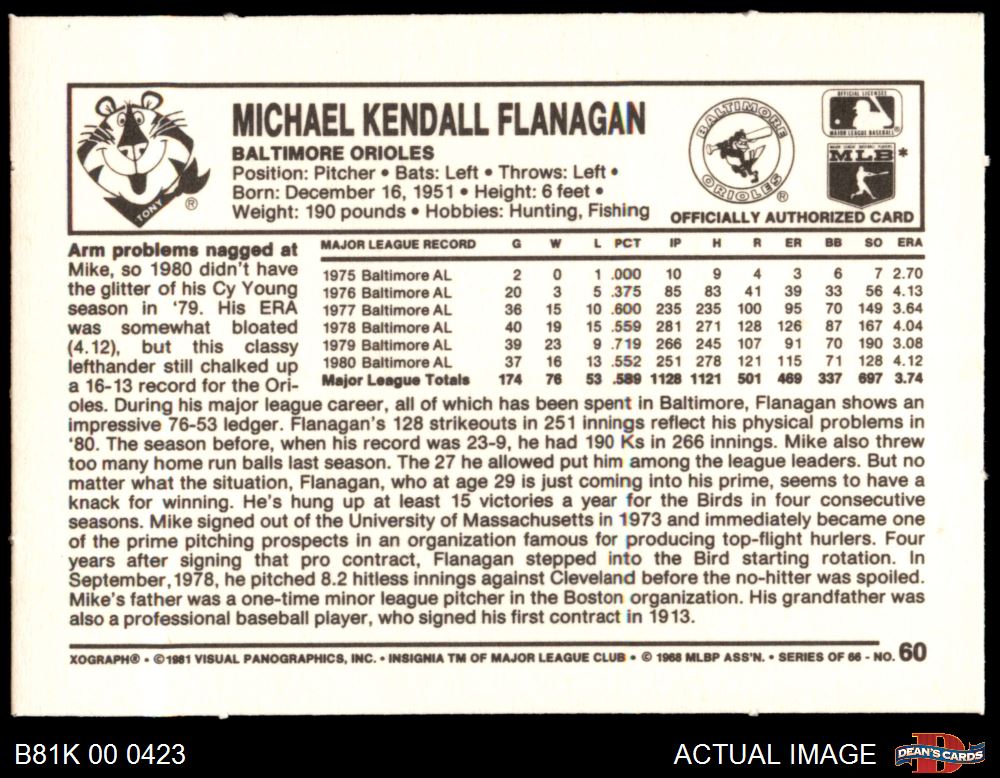 MICHAEL KENDALL FLANAGAN
BALTIMORE ORIOLES
Position: Pitcher • Bats: Left • Throws: Left •
Born: December 16, 1951 • Height: 6 feet •
Weight: 190 pounds • Hobbies: Hunting, Fishing
TONY ®
BALTIMORE ORIOLES ®
OFFICIAL LICENSEE
MAJOR LEAGUE BASEBALL®
MAJOR LEAGUE BASEBALL PLAYERS
MLB *
OFFICIALLY AUTHORIZED CARD
MAJOR LEAGUE RECORD G W L PCT IP H R ER BB SO ERA
1975 Baltimore AL 2 0 1 .000 10 9 4 3 6 7 2.70
1976 Baltimore AL 20 3 5 .375 85 83 41 39 33 56 4.13
1977 Baltimore AL 36 15 10 .600 235 235 100 95 70 149 3.64
1978 Baltimore AL 40 19 15 .559 281 271 128 126 87 167 4.04
1979 Baltimore AL 39 23 9 .719 266 245 107 91 70 190 3.08
1980 Baltimore AL 37 16 13 .552 251 278 121 115 71 128 4.12
Major League Totals 174 76 53 .589 1128 1121 501 469 337 697 3.74
Arm problems nagged at
Mike, so 1980 didn't have
the glitter of his Cy Young
season in '79. His ERA
was somewhat bloated
(4.12), but this classy
lefthander still chalked up
a 16-13 record for the Ori-
oles. During his major league career, all of which has been spent in Baltimore, Flanagan shows an
impressive 76-53 ledger. Flanagan's 128 strikeouts in 251 innings reflect his physical problems in
'80. The season before, when his record was 23-9, he had 190 Ks in 266 innings. Mike also threw
too many home run balls last season. The 27 he allowed put him among the league leaders. But no
matter what the situation, Flanagan, who at age 29 is just coming into his prime, seems to have a
knack for winning. He's hung up at least 15 victories a year for the Birds in four consecutive
seasons. Mike signed out of the University of Massachusetts in 1973 and immediately became one
of the prime pitching prospects in an organization famous for producing top-flight hurlers. Four
years after signing that pro contract, Flanagan stepped into the Bird starting rotation. In
September, 1978, he pitched 8.2 hitless innings against Cleveland before the no-hitter was spoiled.
Mike's father was a one-time minor league pitcher in the Boston organization. His grandfather was
also a professional baseball player, who signed his first contract in 1913.
XOGRAPH® • ©1981 VISUAL PANOGRAPHICS, INC. • INSIGNIA TM OF MAJOR LEAGUE CLUB • © 1968 MLBP ASS'N. • SERIES OF 66 - NO. 60
B81K 00 0423
ACTUAL IMAGE
DEAN'S CARDS